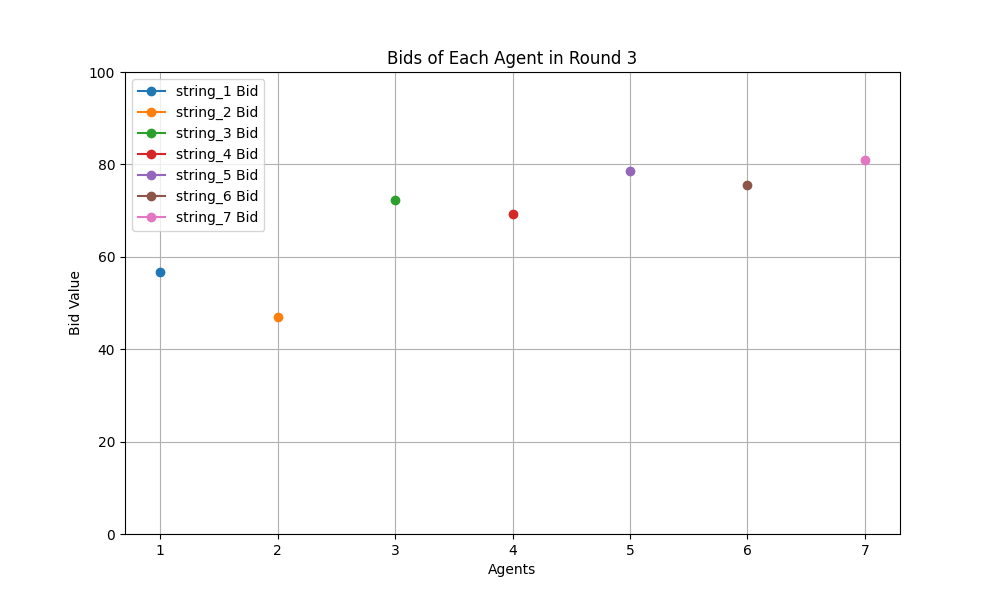 Bids of Each Agent in Round 3
100
80
60
40
20
0
Bid Value
string_1 Bid
string_2 Bid
string_3 Bid
string_4 Bid
string_5 Bid
string_6 Bid
string_7 Bid
1 2 3 4 5 6 7
Agents